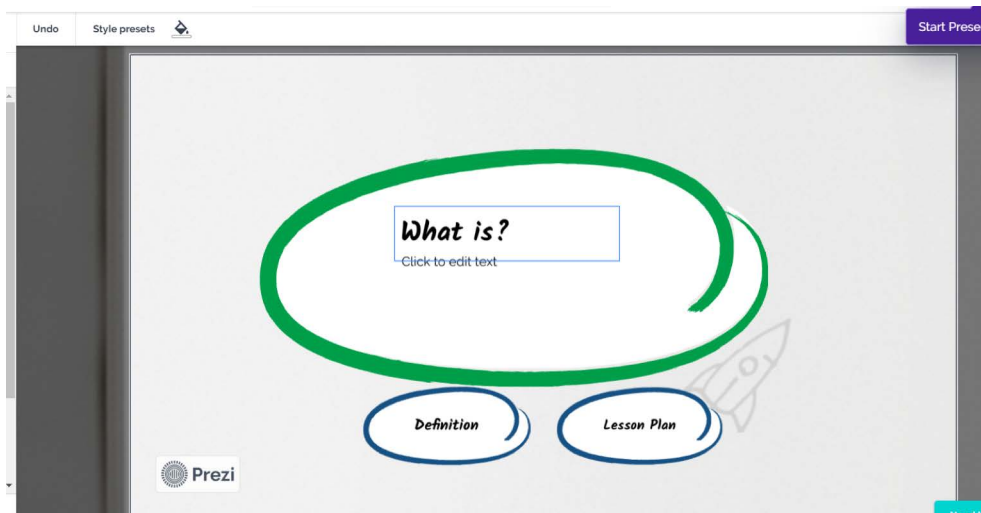 Undo Style presets Start Prese
What is?
Click to edit text
Definition Lesson Plan
Prezi